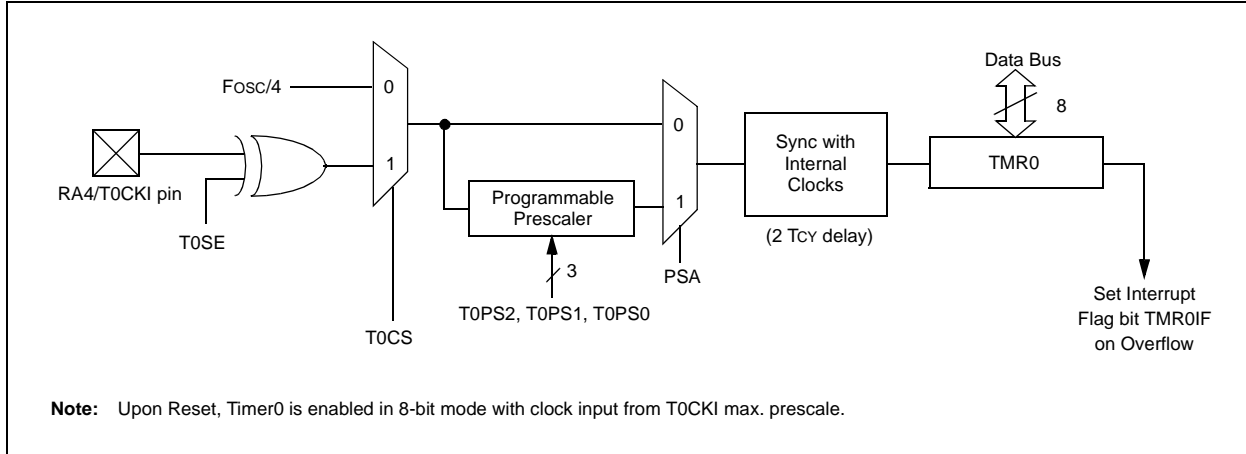 Data Bus
8
FOSC/4
0
1
RA4/T0CKI pin
T0SE
T0CS
Programmable
Prescaler
3
T0PS2, T0PS1, T0PS0
0
1
PSA
Sync with
Internal
Clocks
(2 TCY delay)
TMR0
Set Interrupt
Flag bit TMR0IF
on Overflow
Note: Upon Reset, Timer0 is enabled in 8-bit mode with clock input from T0CKI max. prescale.